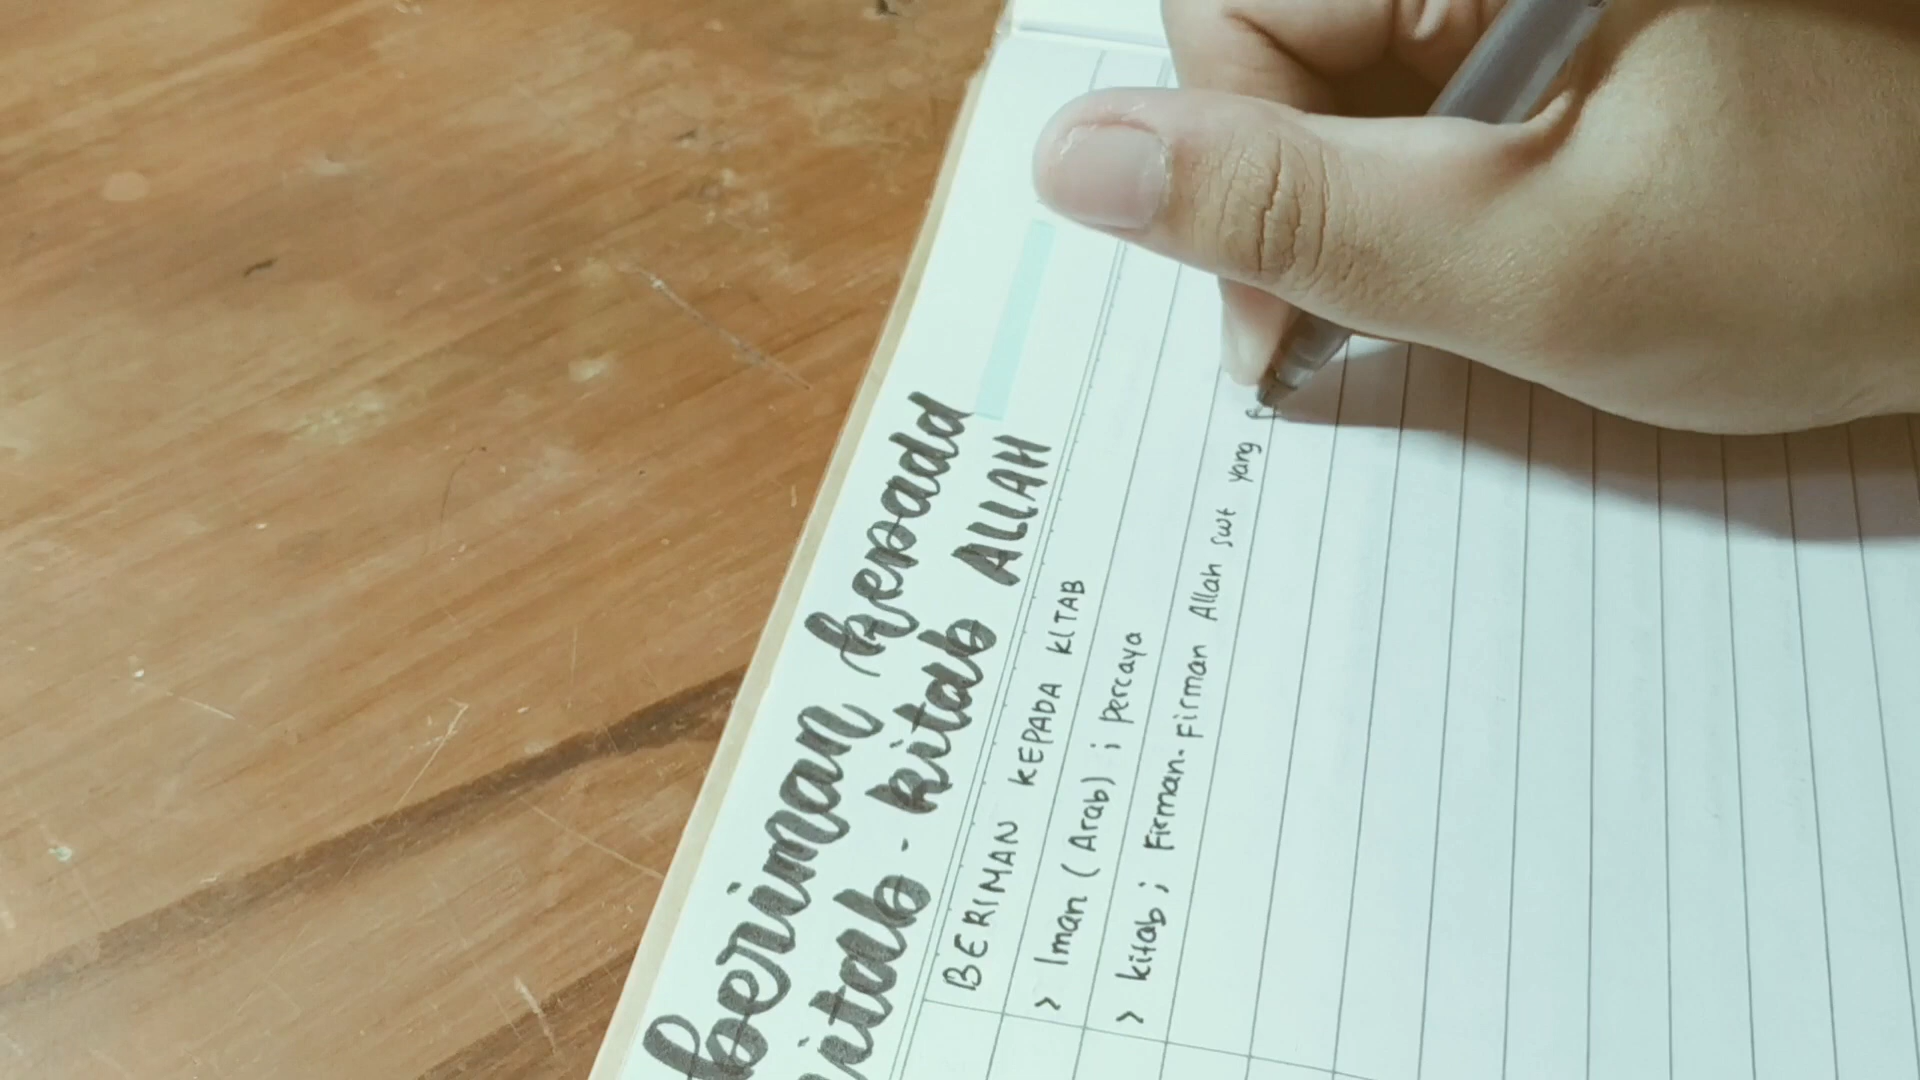 beriman kepada
kitab-kitab ALLAH
BERIMAN KEPADA KITAB
> Iman (Arab) ; percaya
> kitab ; Firman-Firman Allah swt yang